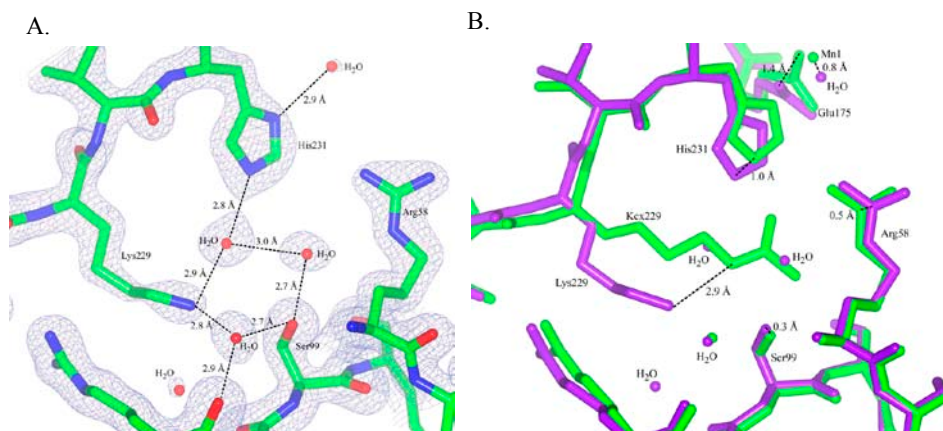 A.
H₂O
2.9 Å
His231
2.8 Å
Arg58
H₂O
3.0 Å
H₂O
Lys229
2.9 Å
2.7 Å
2.8 Å
2.7 Å
H₂O
Ser99
2.9 Å
H₂O
B.
Mn1
1.4 Å
0.8 Å
H₂O
Glu175
His231
1.0 Å
Kcx229
0.5 Å
Arg58
H₂O
H₂O
Lys229
2.9 Å
0.3 Å
H₂O
Ser99
H₂O